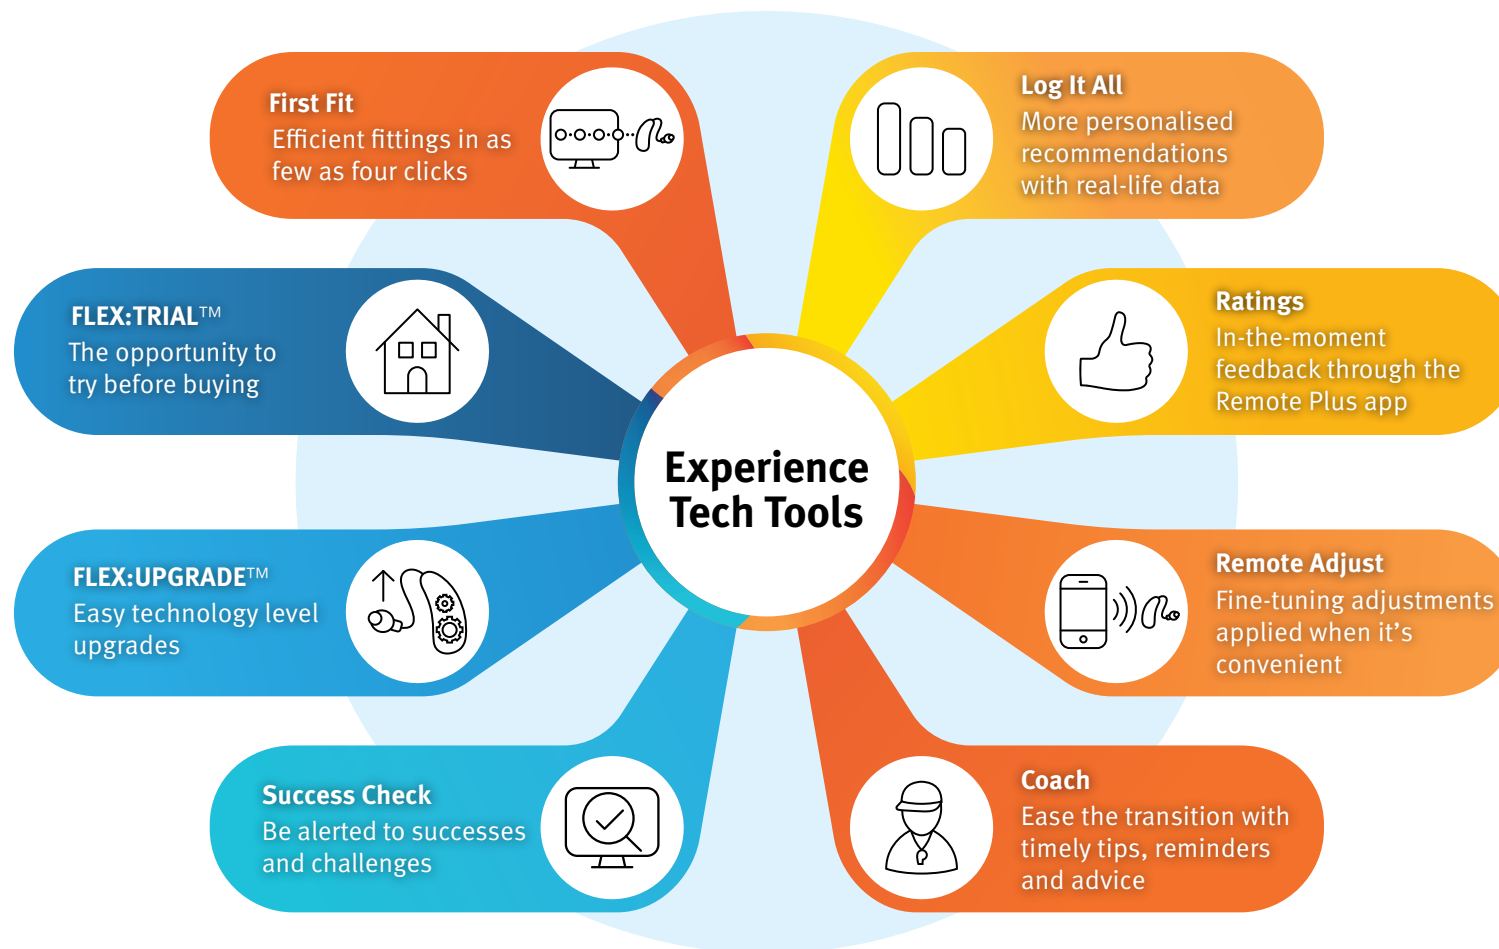 First Fit
Efficient fittings in as
few as four clicks
Log It All
More personalised
recommendations
with real-life data
FLEX:TRIAL™
The opportunity to
try before buying
Ratings
In-the-moment
feedback through the
Remote Plus app
Experience
Tech Tools
FLEX:UPGRADE™
Easy technology level
upgrades
Remote Adjust
Fine-tuning adjustments
applied when it's
convenient
Success Check
Be alerted to successes
and challenges
Coach
Ease the transition with
timely tips, reminders
and advice